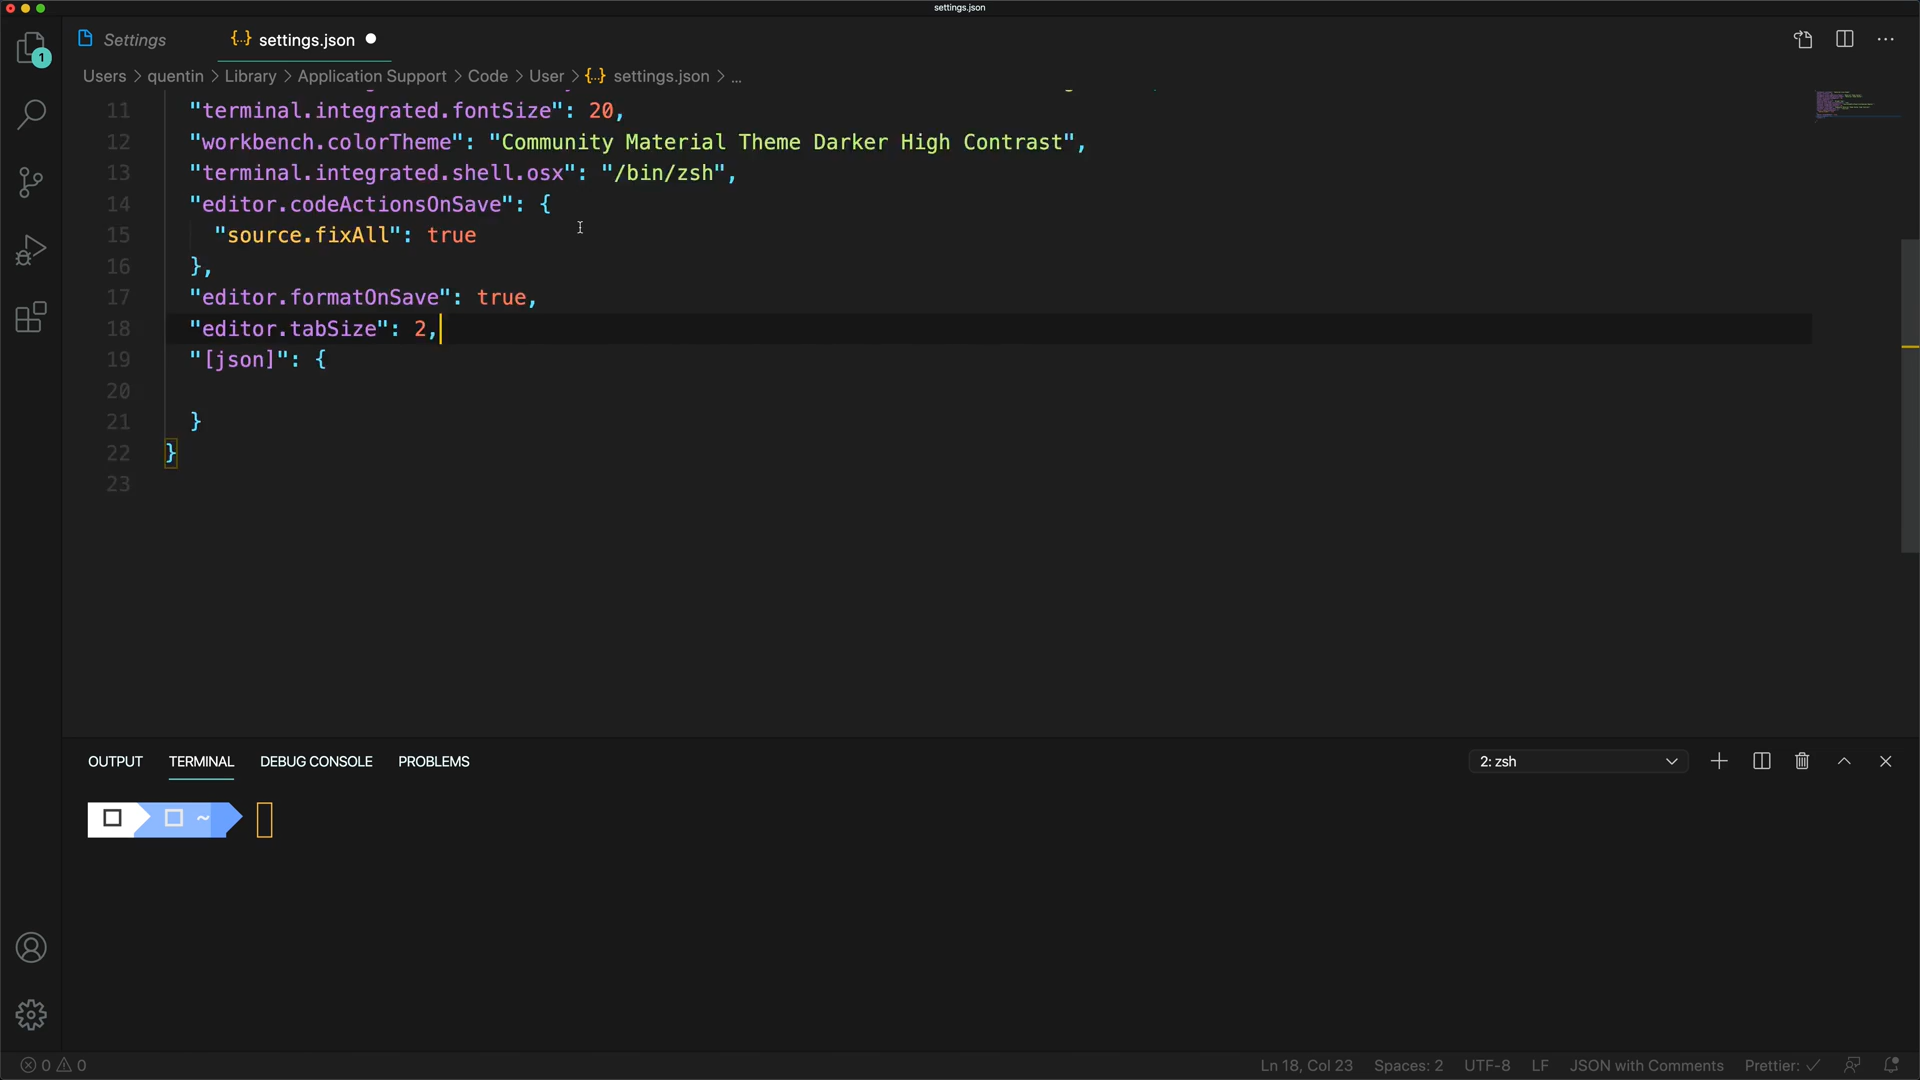 settings.json
Settings
{..} settings.json
1
Users > quentin > Library > Application Support > Code > User > {..} settings.json > ...
11 "terminal.integrated.fontSize": 20,
12 "workbench.colorTheme": "Community Material Theme Darker High Contrast",
13 "terminal.integrated.shell.osx": "/bin/zsh",
14 "editor.codeActionsOnSave": {
15 "source.fixAll": true
16 },
17 "editor.formatOnSave": true,
18 "editor.tabSize": 2,
19 "[json]": {
20
21 }
22 }
23
OUTPUT TERMINAL DEBUG CONSOLE PROBLEMS 2: zsh
~
0 0 Ln 18, Col 23 Spaces: 2 UTF-8 LF JSON with Comments Prettier: ✓